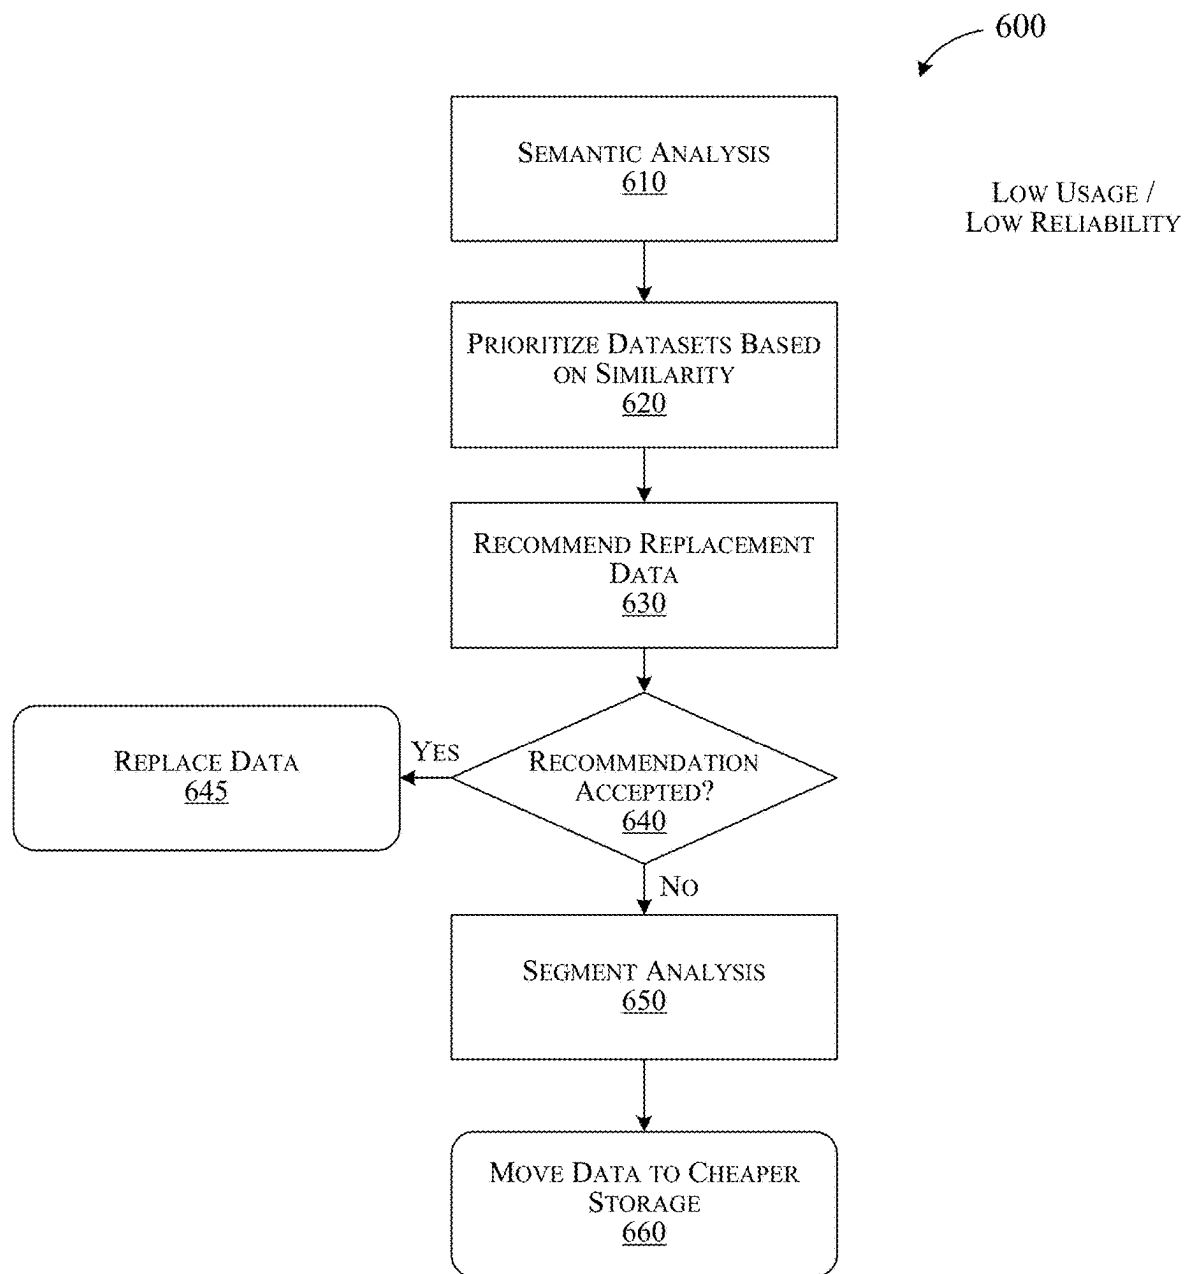 600
SEMANTIC ANALYSIS
610
LOW USAGE /
LOW RELIABILITY
PRIORITIZE DATASETS BASED
ON SIMILARITY
620
RECOMMEND REPLACEMENT
DATA
630
REPLACE DATA
645
YES
RECOMMENDATION
ACCEPTED?
640
NO
SEGMENT ANALYSIS
650
MOVE DATA TO CHEAPER
STORAGE
660